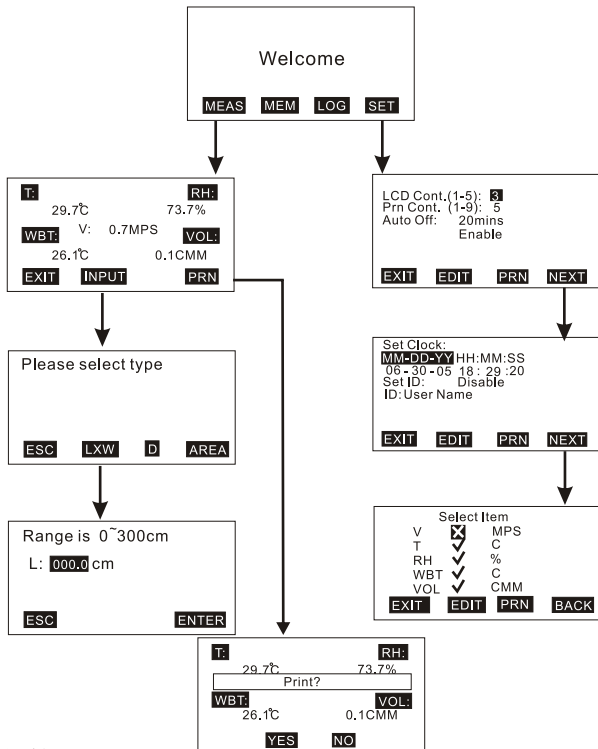 Welcome
MEAS MEM LOG SET
T: RH:
29.7℃ 73.7%
WBT: V: 0.7MPS VOL:
26.1℃ 0.1CMM
EXIT INPUT PRN
Please select type
ESC LXW D AREA
Range is 0~300cm
L: 000.0 cm
ESC ENTER
LCD Cont.(1-5): 3
Prn Cont. (1-9): 5
Auto Off: 20mins
Enable
EXIT EDIT PRN NEXT
Set Clock:
MM-DD-YY HH:MM:SS
06-30-05 18:29:20
Set ID: Disable
ID:User Name
EXIT EDIT PRN NEXT
Select Item
V MPS
T C
RH %
WBT C
VOL CMM
EXIT EDIT PRN BACK
T: RH:
29.7℃ 73.7%
Print?
WBT: VOL:
26.1℃ 0.1CMM
YES NO